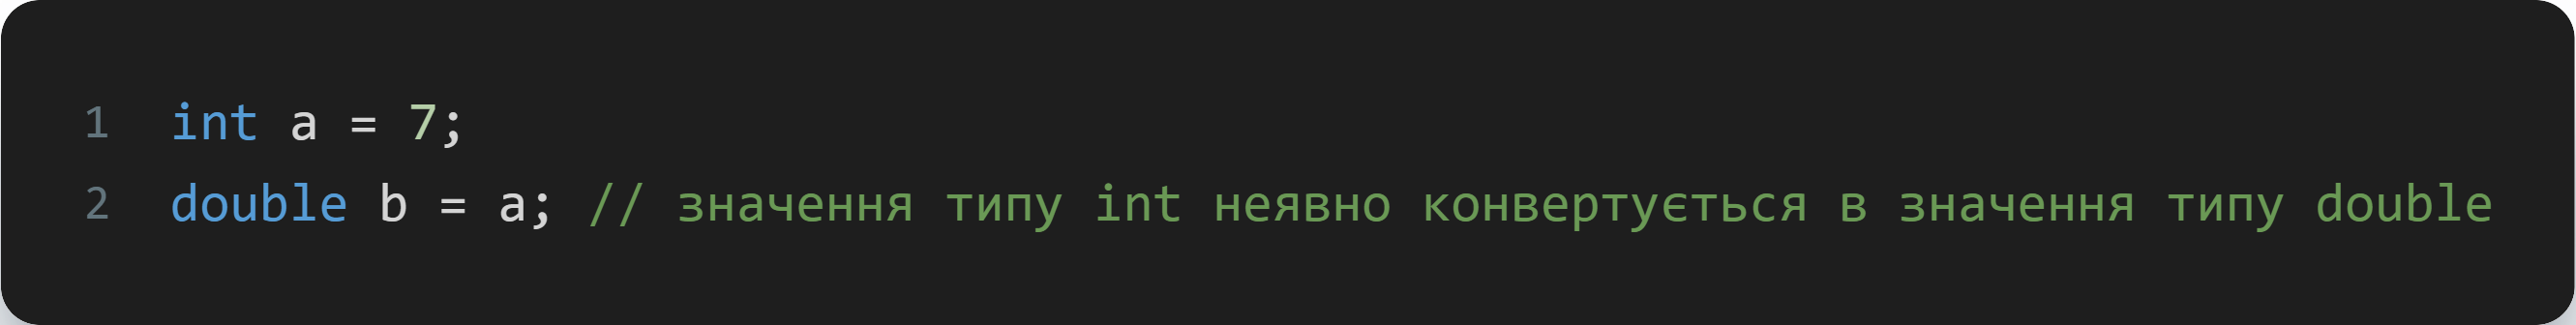 1 int a = 7;
2 double b = a; // значення типу int неявно конвертується в значення типу double